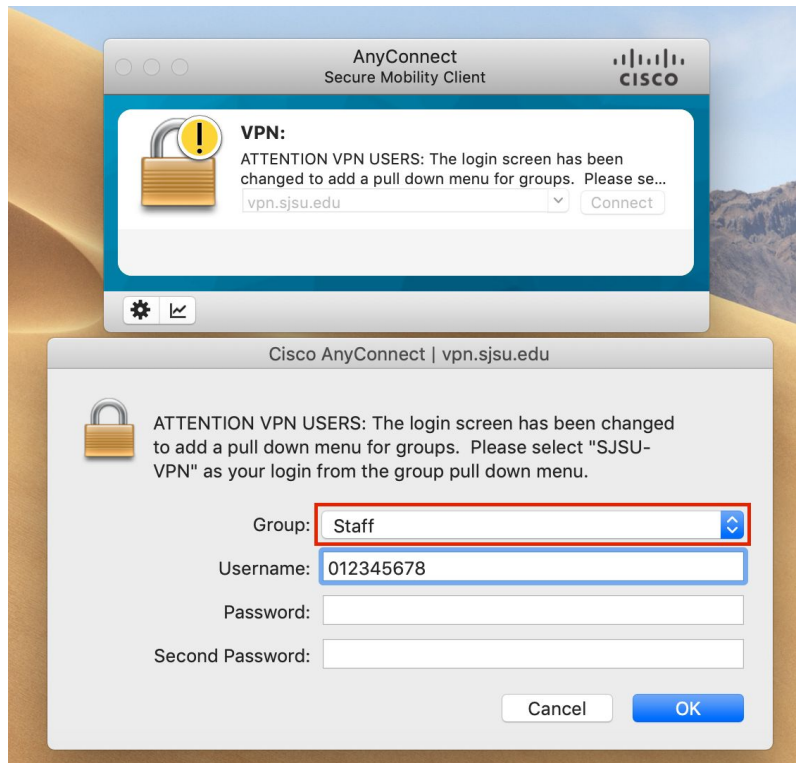 AnyConnect
Secure Mobility Client
CISCO
VPN:
ATTENTION VPN USERS: The login screen has been
changed to add a pull down menu for groups.  Please se...
vpn.sjsu.edu
Connect
Cisco AnyConnect | vpn.sjsu.edu
ATTENTION VPN USERS: The login screen has been changed
to add a pull down menu for groups.  Please select "SJSU-
VPN" as your login from the group pull down menu.
Group: Staff
Username: 012345678
Password:
Second Password:
Cancel OK